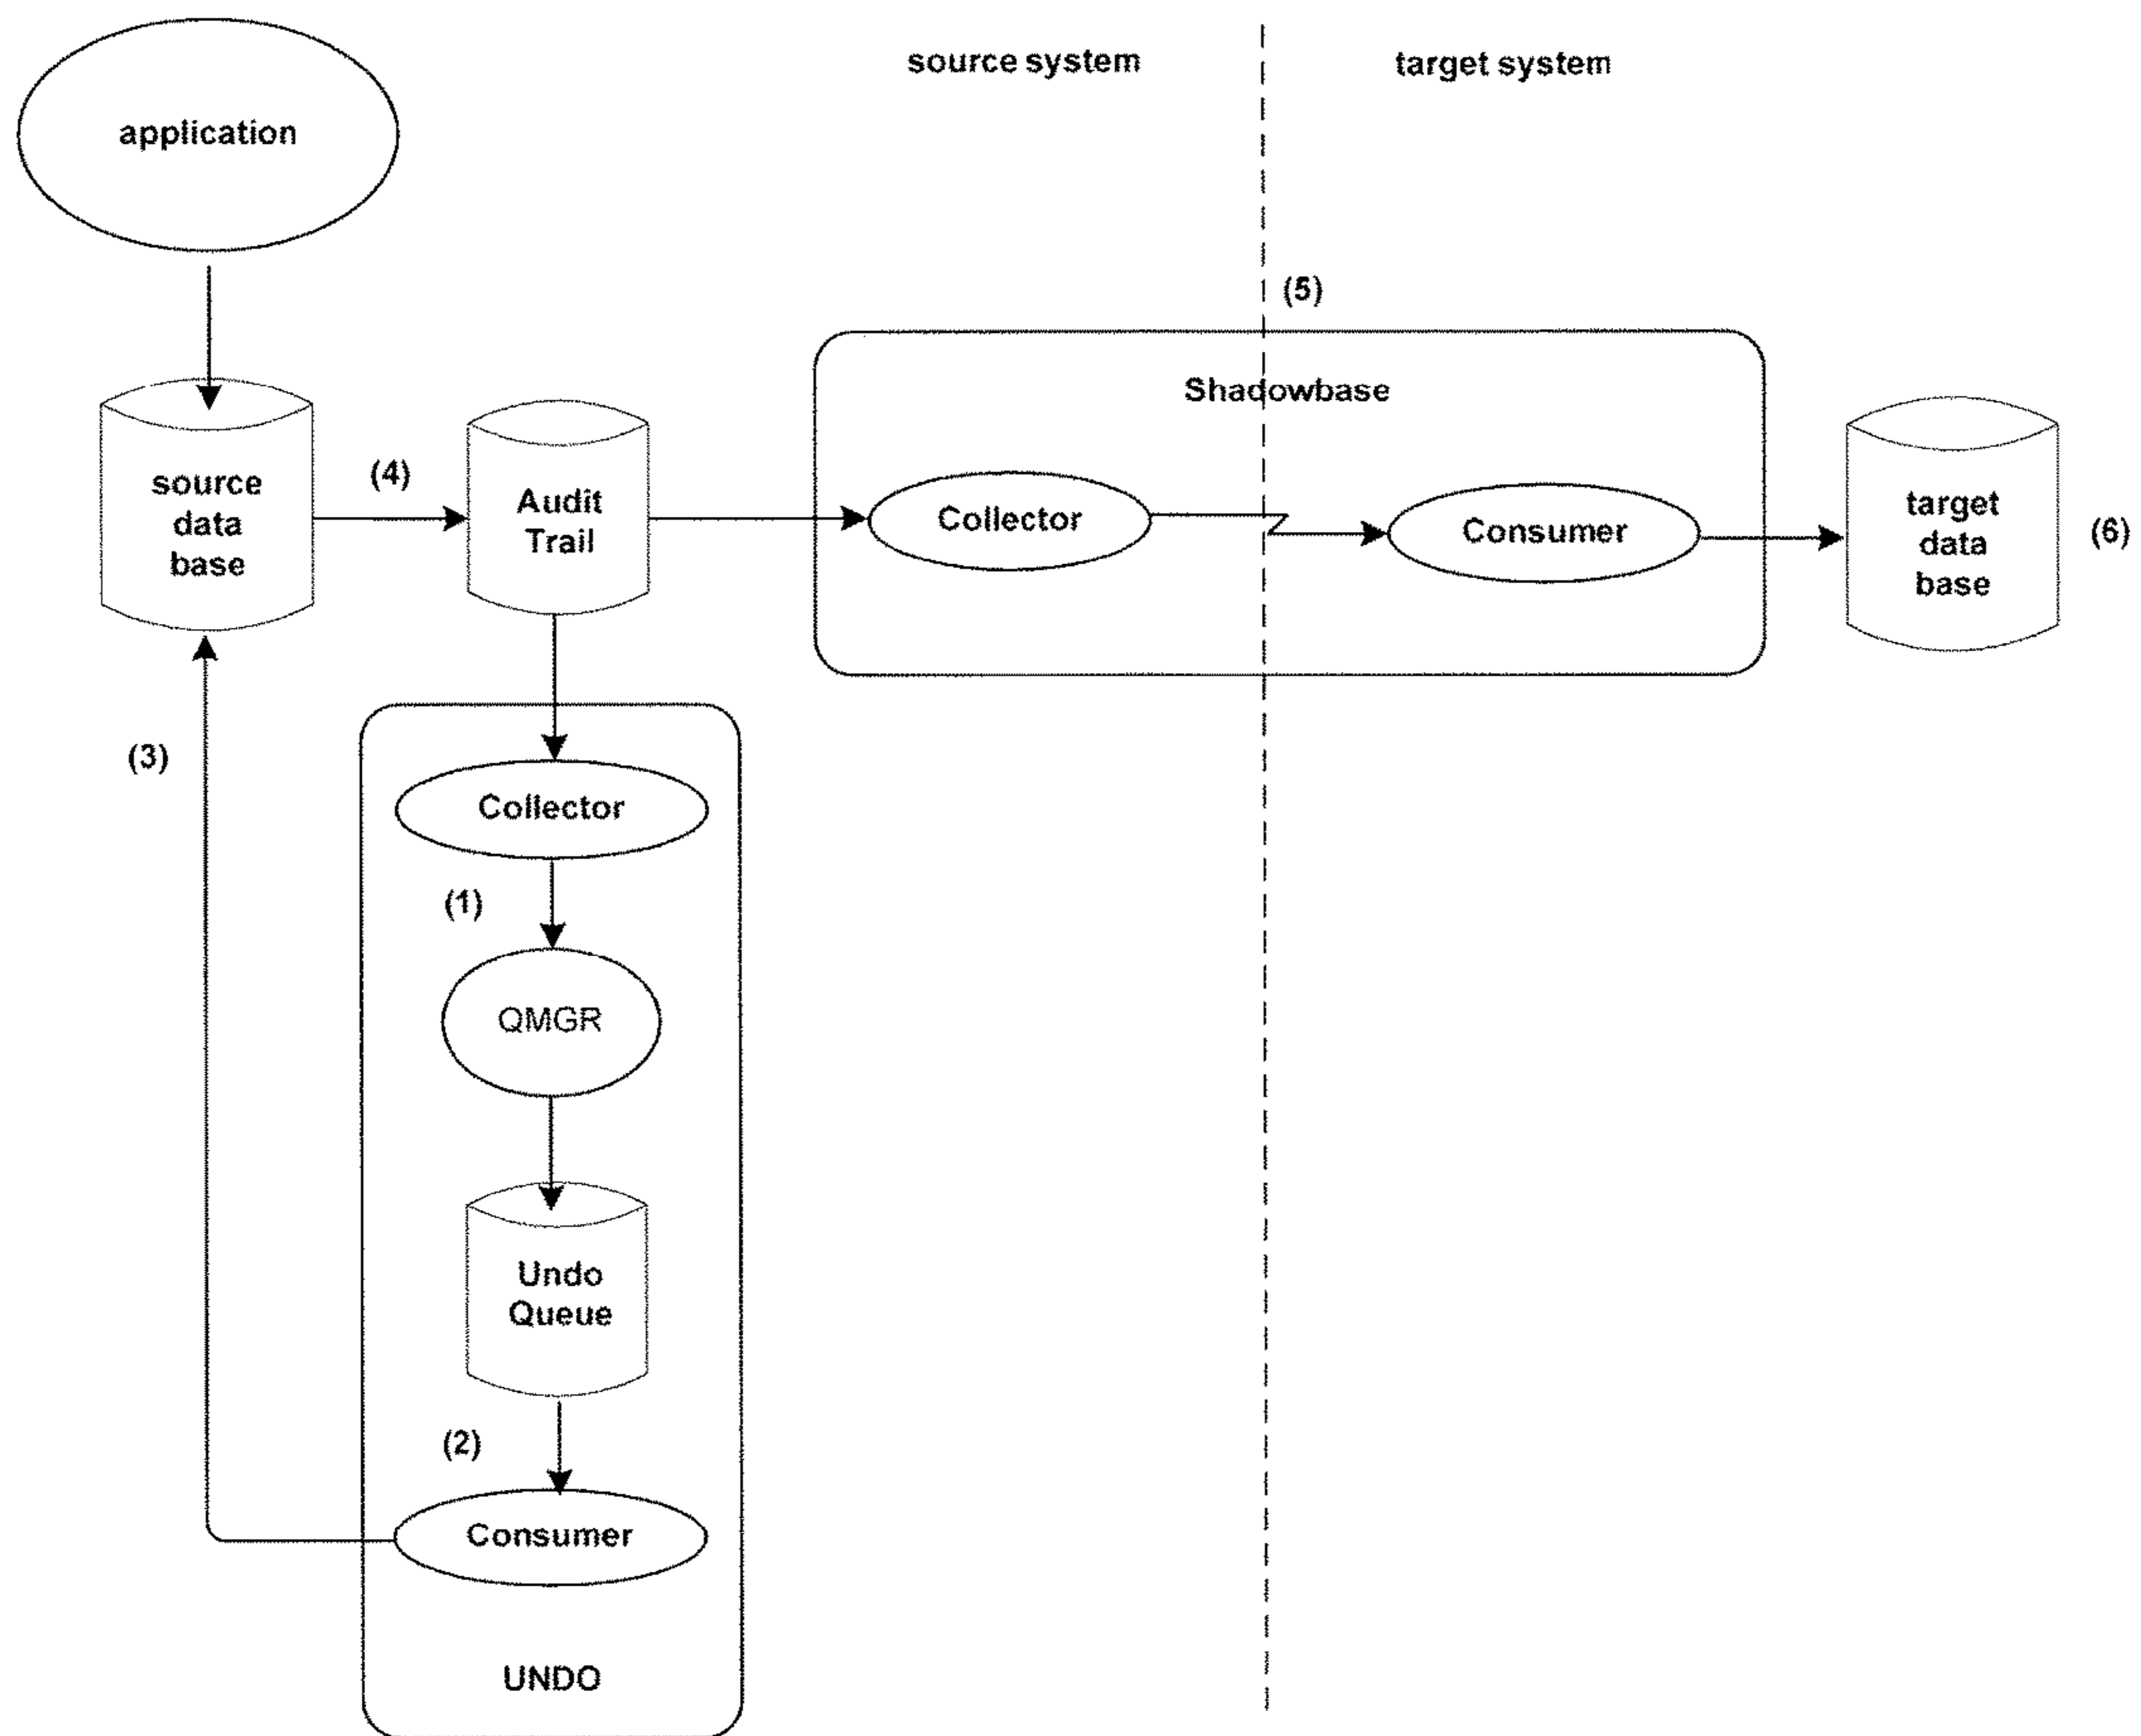 source system
target system
application
(5)
Shadowbase
source
data
base
(4)
Audit
Trail
Collector
Consumer
target
data
base
(6)
(3)
Collector
(1)
QMGR
Undo
Queue
(2)
Consumer
UNDO